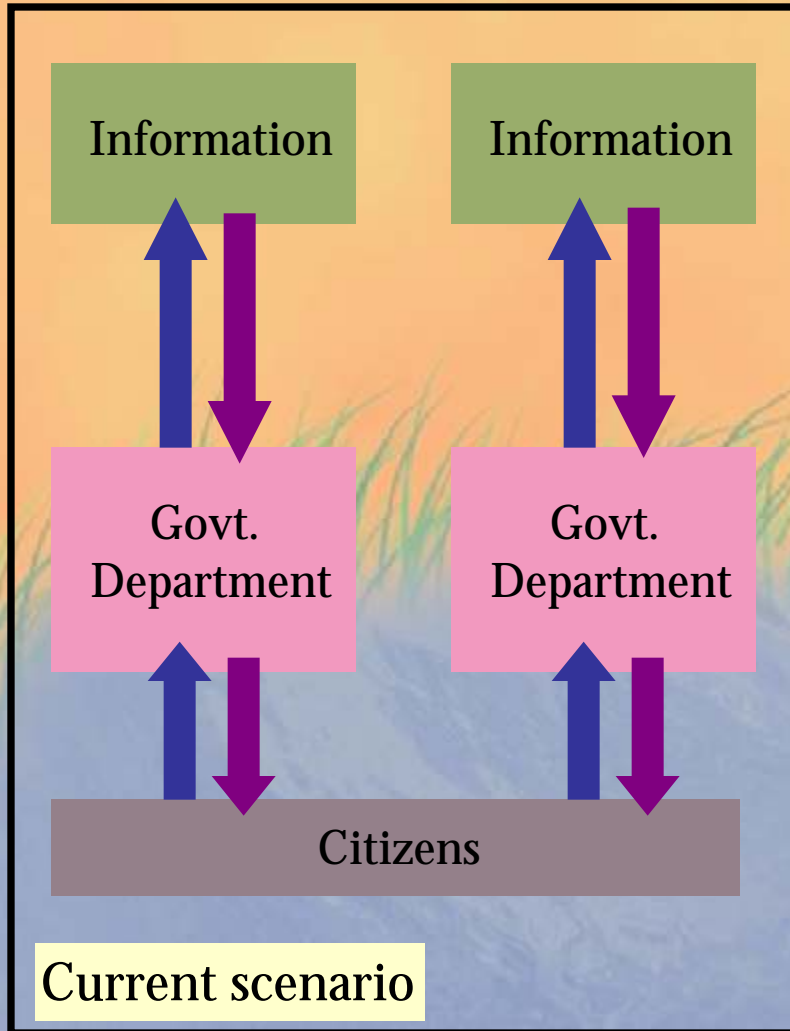 Information
Information
Govt.
Department
Govt.
Department
Citizens
Current scenario